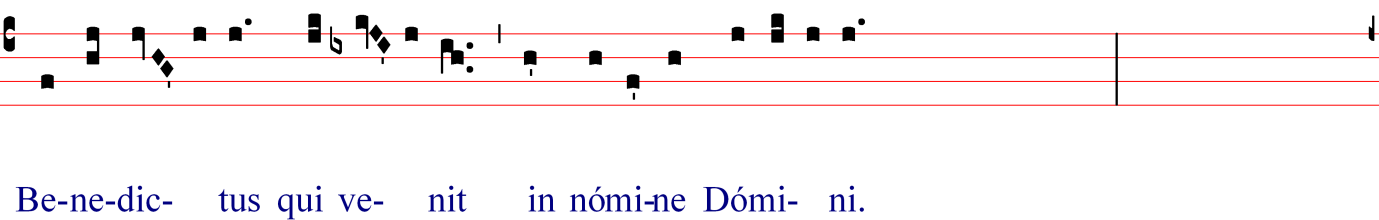 Be-ne-dic- tus qui ve- nit in nómi-ne Dómi- ni.